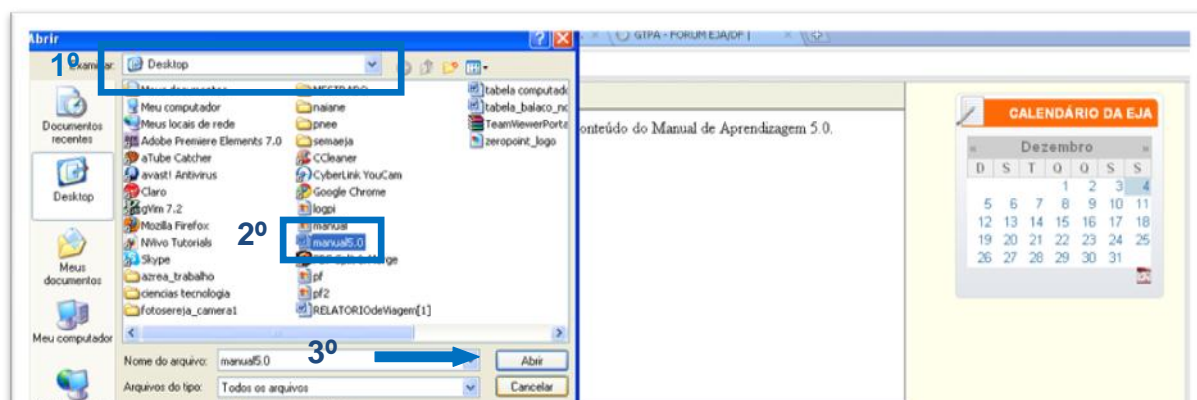 Abrir
GTPA - FORUM EJA/DF |
1º
Examinar:
Desktop
Documentos recentes
Desktop
Meus documentos
Meu computador
Meus documentos
Meu computador
Meus locais de rede
Adobe Premiere Elements 7.0
aTube Catcher
avast! Antivirus
Claro
gVim 7.2
Mozilla Firefox
NVivo Tutorials
Skype
azrea_trabalho
ciencias tecnologia
fotosereja_camera1
MESTRADO
naiane
pnee
semaeja
CCleaner
CyberLink YouCam
Google Chrome
logpi
manual
2º
manual5.0
pf
pf2
RELATORIOdeViagem[1]
tabela computado
tabela_balaco_no
TeamViewerPorta
zeropoint_logo
Nome do arquivo:
manual5.0
3º
Abrir
Arquivos do tipo:
Todos os arquivos
Cancelar
onteúdo do Manual de Aprendizagem 5.0.
CALENDÁRIO DA EJA
« Dezembro »
D S T Q Q S S
1 2 3 4
5 6 7 8 9 10 11
12 13 14 15 16 17 18
19 20 21 22 23 24 25
26 27 28 29 30 31